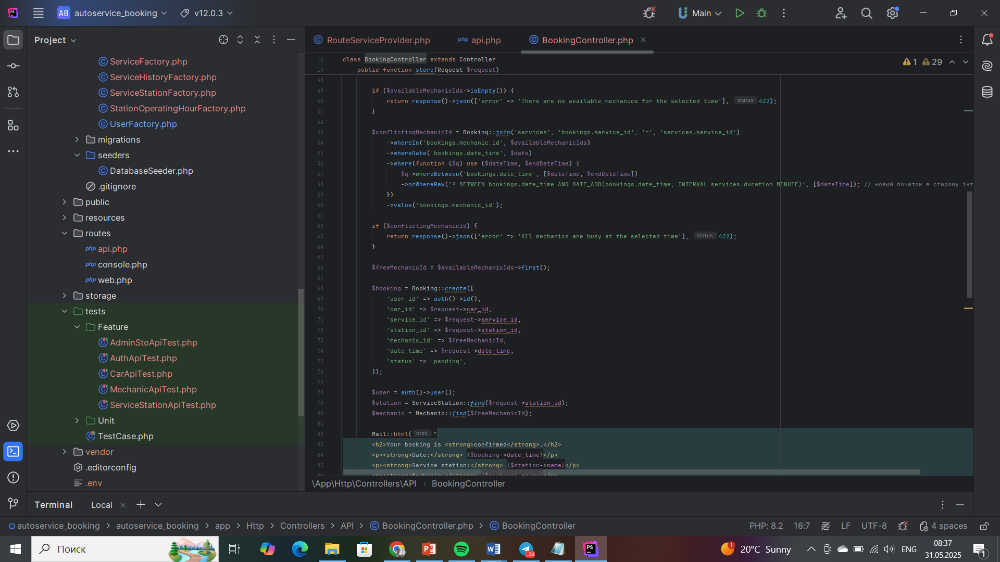 AB autoservice_booking v12.0.3 Main
Project
RouteServiceProvider.php
php api.php
BookingController.php
ServiceFactory.php
ServiceHistoryFactory.php
ServiceStationFactory.php
StationOperatingHourFactory.php
UserFactory.php
migrations
seeders
DatabaseSeeder.php
.gitignore
public
resources
routes
php api.php
php console.php
php web.php
storage
tests
Feature
AdminStoApiTest.php
AuthApiTest.php
CarApiTest.php
MechanicApiTest.php
ServiceStationApiTest.php
Unit
TestCase.php
vendor
.editorconfig
.env
1 29
16 class BookingController extends Controller
19 public function store(Request $request)
48
49 if ($availableMechanicIds->isEmpty()) {
50 return response()->json(['error' => 'There are no available mechanics for the selected time'], status: 422);
51 }
52
53 $conflictingMechanicId = Booking::join('services', 'bookings.service_id', '=', 'services.service_id')
54 ->whereIn('bookings.mechanic_id', $availableMechanicIds)
55 ->whereDate('bookings.date_time', $date)
56 ->where(function ($q) use ($dateTime, $endDateTime) {
57 $q->whereBetween('bookings.date_time', [$dateTime, $endDateTime])
58 ->orWhereRaw('? BETWEEN bookings.date_time AND DATE_ADD(bookings.date_time, INTERVAL services.duration MINUTE)', [$dateTime]); // новий початок в старому інт
59 })
60 ->value('bookings.mechanic_id');
61
62 if ($conflictingMechanicId) {
63 return response()->json(['error' => 'All mechanics are busy at the selected time'], status: 422);
64 }
65
66 $freeMechanicId = $availableMechanicIds->first();
67
68 $booking = Booking::create([
69 'user_id' => auth()->id(),
70 'car_id' => $request->car_id,
71 'service_id' => $request->service_id,
72 'station_id' => $request->station_id,
73 'mechanic_id' => $freeMechanicId,
74 'date_time' => $request->date_time,
75 'status' => 'pending',
76 ]);
77
78 $user = auth()->user();
79 $station = ServiceStation::find($request->station_id);
80 $mechanic = Mechanic::find($freeMechanicId);
81
82 Mail::html( html: "
83 <h2>Your booking is <strong>confirmed</strong>.</h2>
84 <p><strong>Date:</strong> {$booking->date_time}</p>
85 <p><strong>Service station:</strong> {$station->name}</p>
\App\Http\Controllers\API › BookingController
Terminal Local
autoservice_booking > autoservice_booking > app > Http > Controllers > API > BookingController.php > BookingController
PHP: 8.2 16:7 LF UTF-8 4 spaces
Поиск
..24
PS
1 20°C Sunny
ENG
08:37
31.05.2025
1